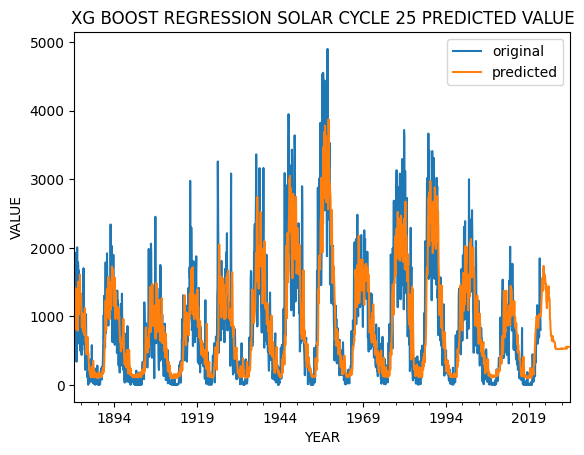 XG BOOST REGRESSION SOLAR CYCLE 25 PREDICTED VALUE
original
predicted
5000
4000
3000
2000
1000
0
VALUE
1894 1919 1944 1969 1994 2019
YEAR